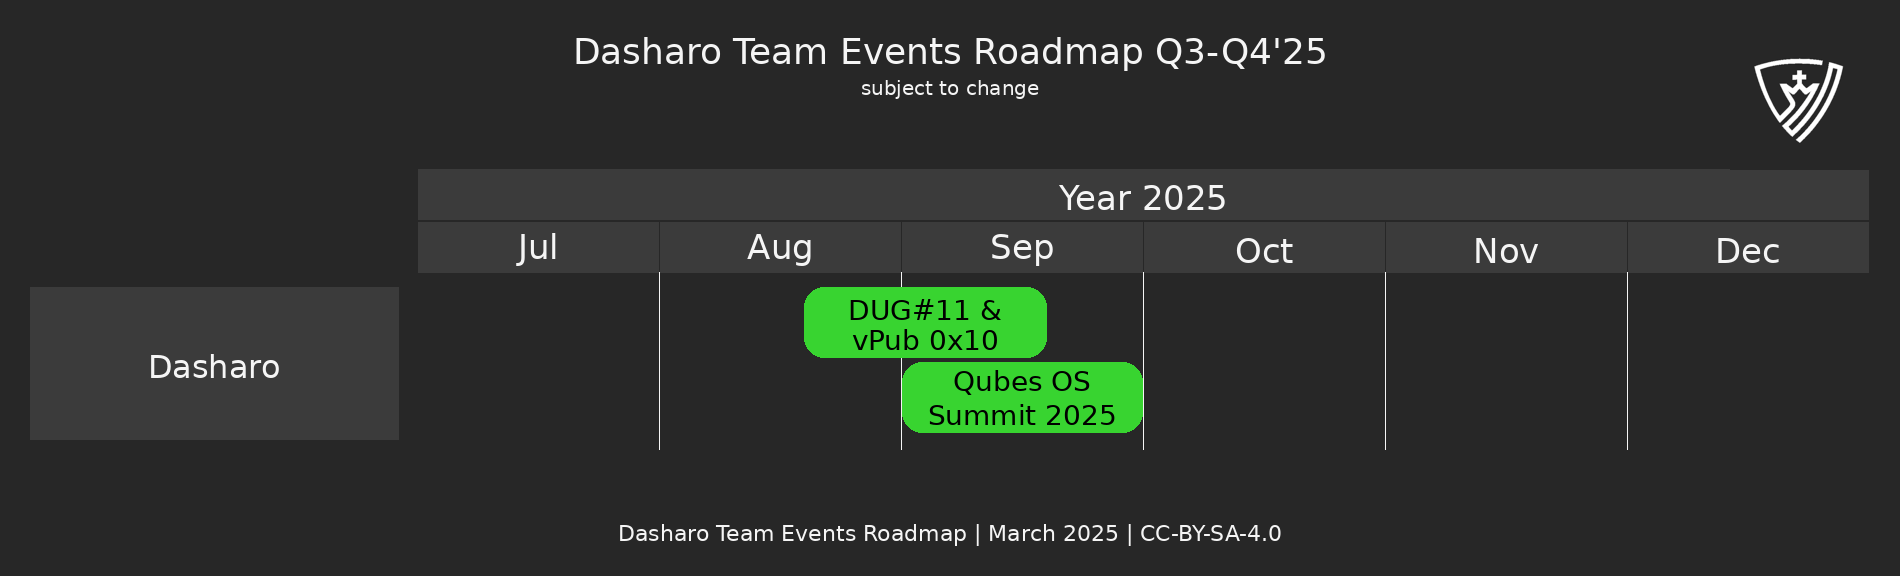 Dasharo Team Events Roadmap Q3-Q4'25
subject to change
Year 2025
Jul Aug Sep Oct Nov Dec
Dasharo
DUG#11 &
vPub 0x10
Qubes OS
Summit 2025
Dasharo Team Events Roadmap | March 2025 | CC-BY-SA-4.0